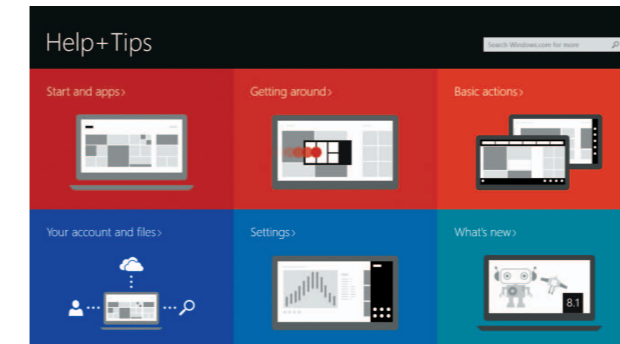 Help+Tips
Search Windows.com for more
Start and apps>
Getting around>
Basic actions>
Your account and files>
Settings>
What's new>
8.1